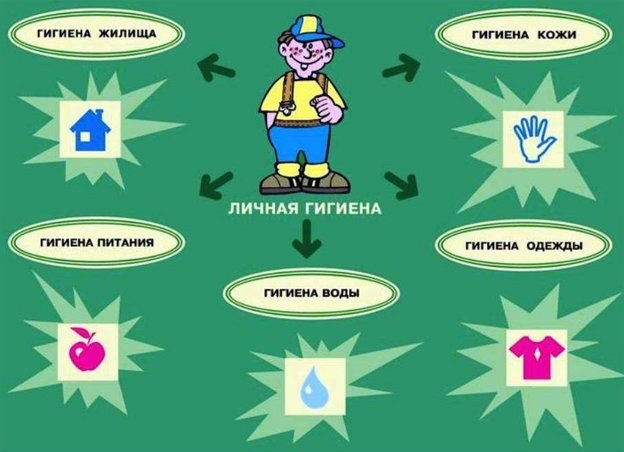 ГИГИЕНА ЖИЛИЩА
ГИГИЕНА КОЖИ
ЛИЧНАЯ ГИГИЕНА
ГИГИЕНА ПИТАНИЯ
ГИГИЕНА ОДЕЖДЫ
ГИГИЕНА ВОДЫ